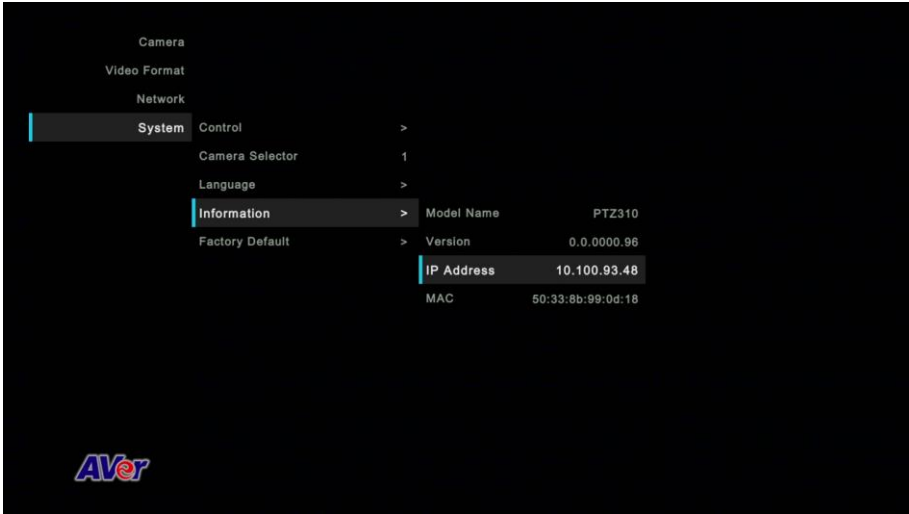 Camera
Video Format
Network
System Control >
Camera Selector 1
Language >
Information > Model Name PTZ310
Factory Default > Version 0.0.0000.96
IP Address 10.100.93.48
MAC 50:33:8b:99:0d:18
AVer